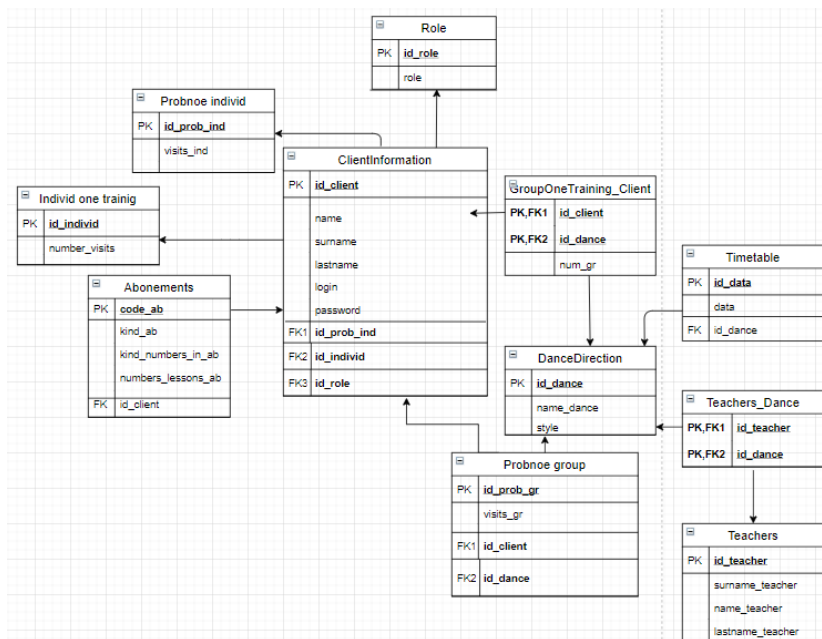 Role
PK id_role
role
Probnoe individ
PK id_prob_ind
visits_ind
ClientInformation
PK id_client
name
surname
lastname
login
password
FK1 id_prob_ind
FK2 id_individ
FK3 id_role
Individ one trainig
PK id_individ
number_visits
Abonements
PK code_ab
kind_ab
kind_numbers_in_ab
numbers_lessons_ab
FK id_client
GroupOneTraining_Client
PK,FK1 id_client
PK,FK2 id_dance
num_gr
Timetable
PK id_data
data
FK id_dance
DanceDirection
PK id_dance
name_dance
style
Teachers_Dance
PK,FK1 id_teacher
PK,FK2 id_dance
Probnoe group
PK id_prob_gr
visits_gr
FK1 id_client
FK2 id_dance
Teachers
PK id_teacher
surname_teacher
name_teacher
lastname_teacher